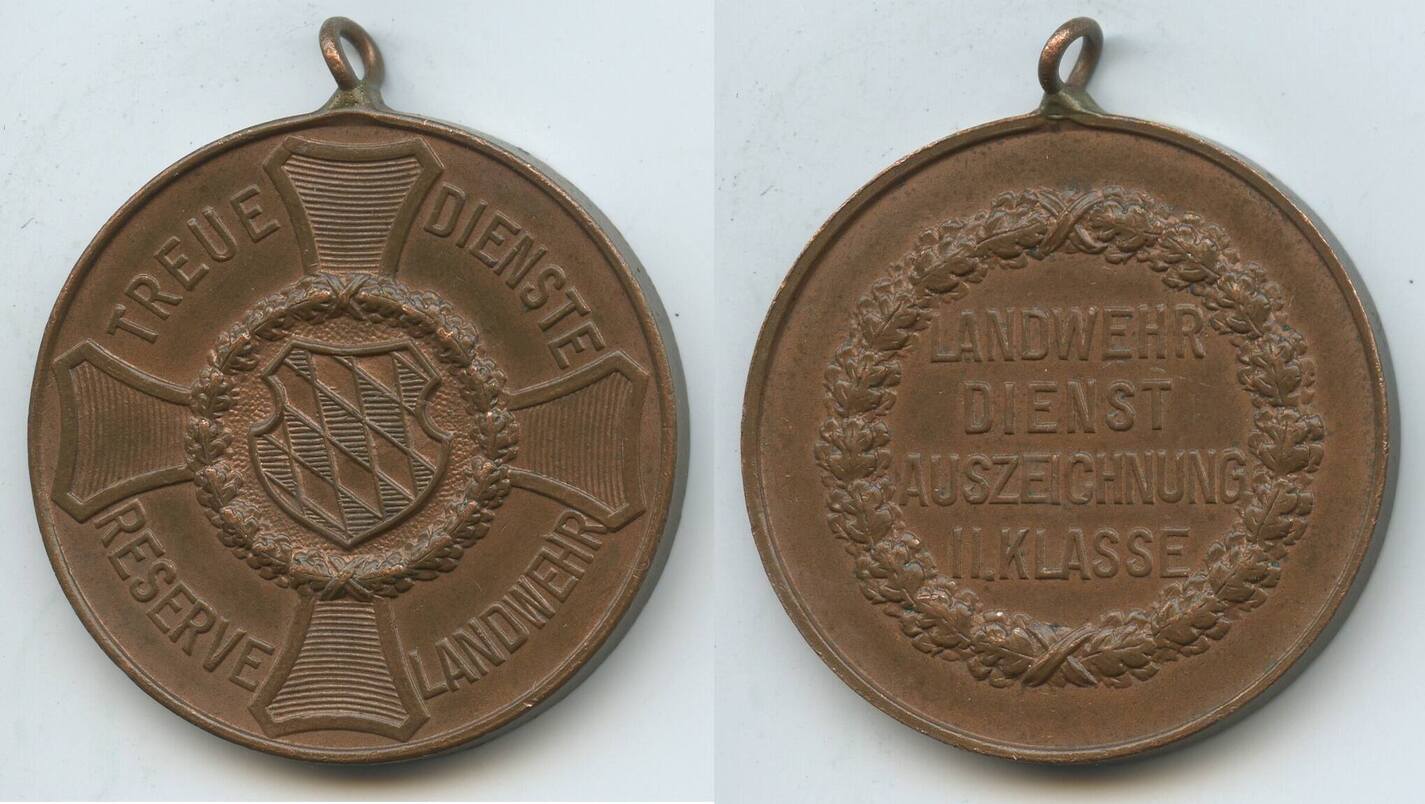 TREUE DIENSTE
RESERVE LANDWEHR
LANDWEHR
DIENST
AUSZEICHNUNG
II. KLASSE